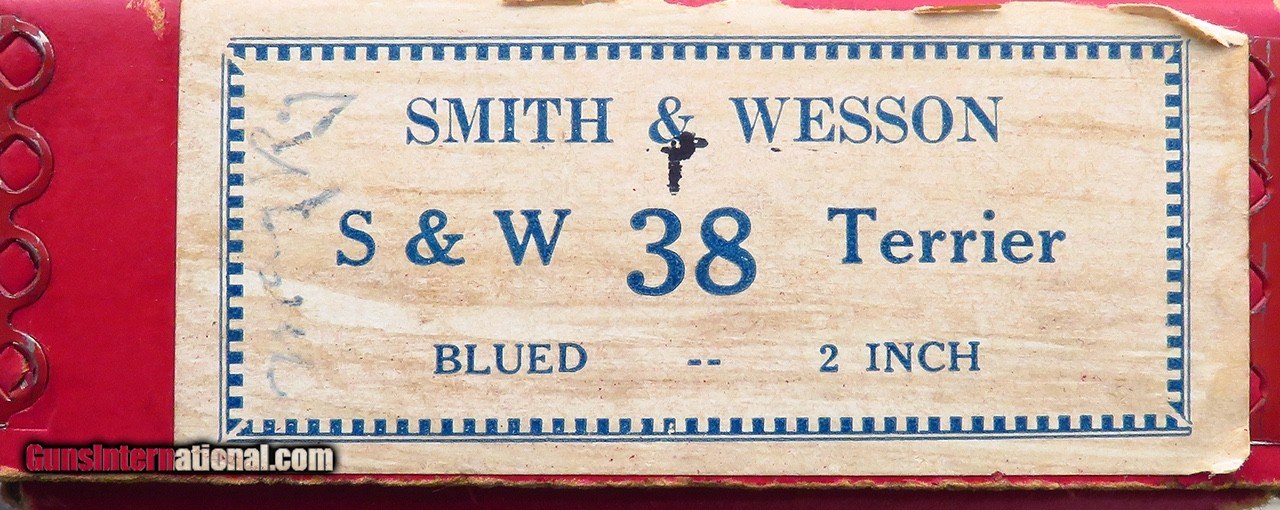 SMITH & WESSON
S & W 38 Terrier
BLUED -- 2 INCH
GunsInternational.com